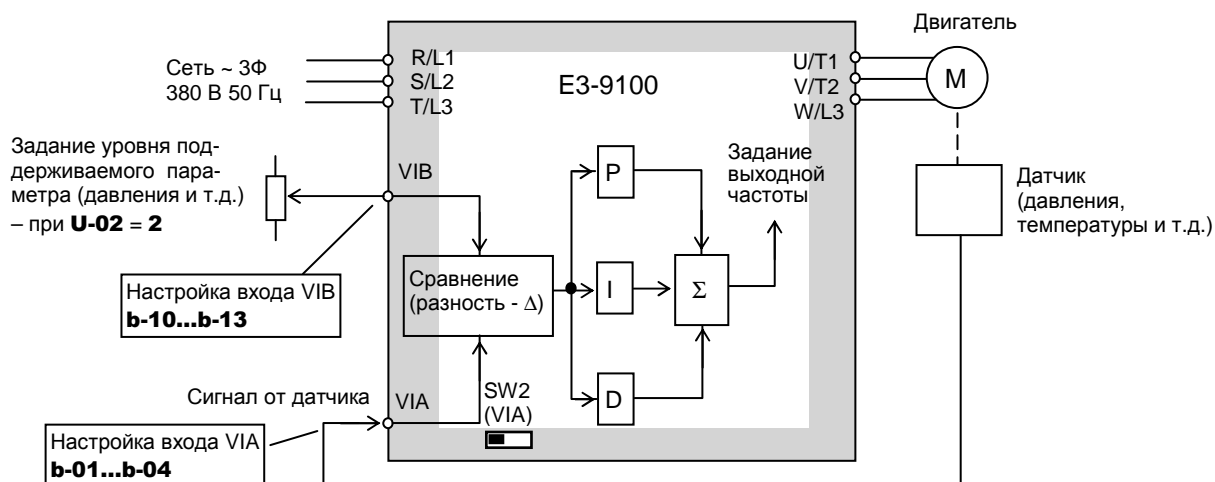 Двигатель
R/L1
S/L2
T/L3
Сеть ~ 3Ф
380 В 50 Гц
E3-9100
U/T1
V/T2
W/L3
M
Задание уровня под-
держиваемого пара-
метра (давления и т.д.)
– при U-02 = 2
VIB
P
Задание
выходной
частоты
Датчик
(давления,
температуры и т.д.)
Настройка входа VIB
b-10...b-13
Сравнение
(разность - Δ)
I
Σ
D
Сигнал от датчика
VIA
SW2
(VIA)
Настройка входа VIA
b-01...b-04